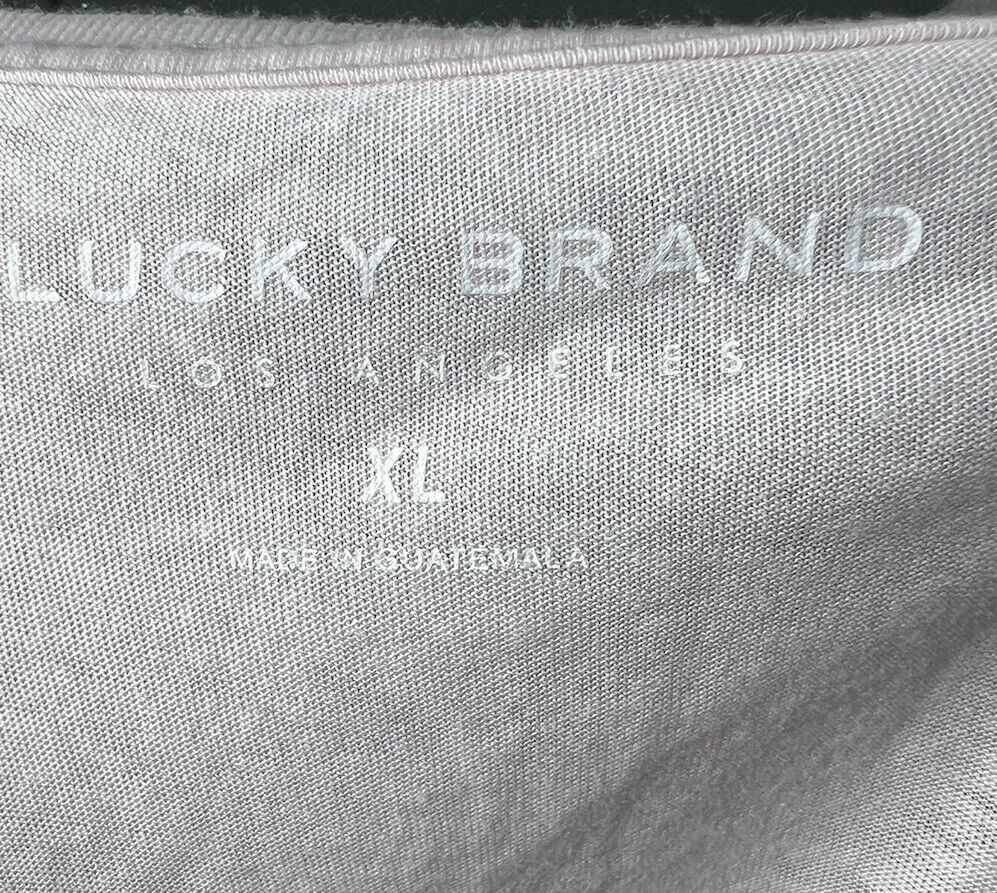 LUCKY BRAND
LOS ANGELES
XL
MADE IN GUATEMALA